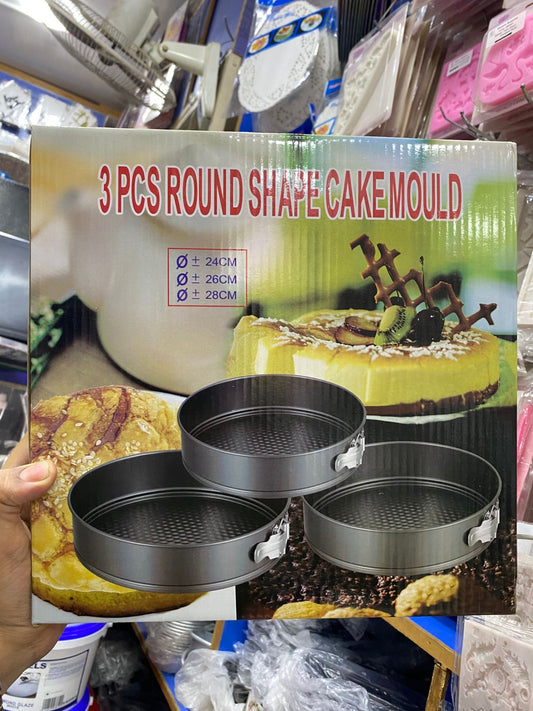 3 PCS ROUND SHAPE CAKE MOULD
Ø ± 24CM
Ø ± 26CM
Ø ± 28CM